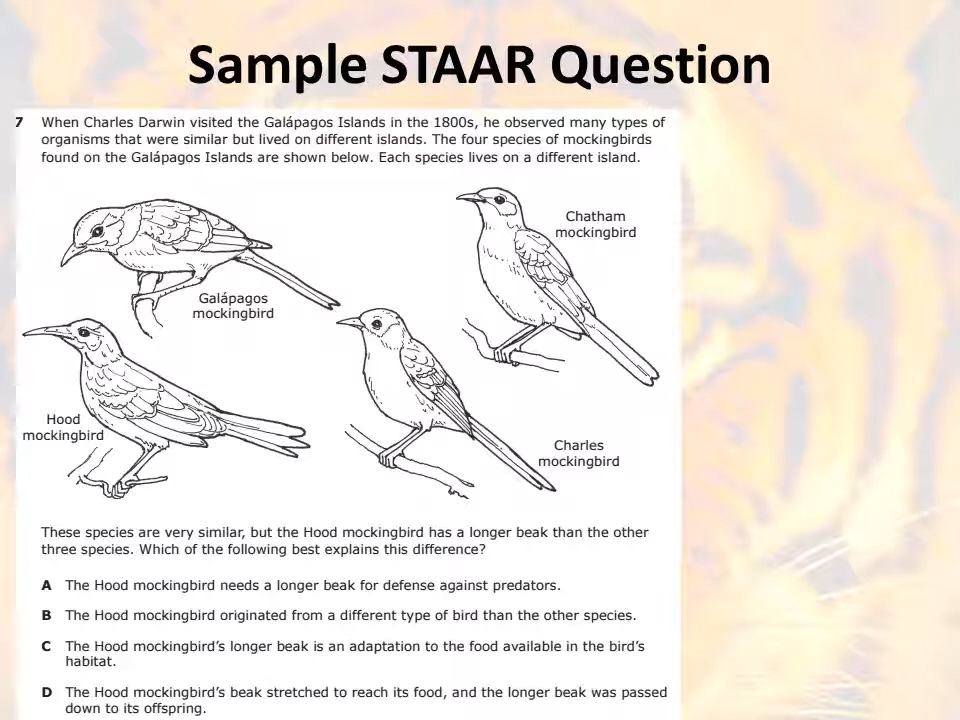 Sample STAAR Question
7 When Charles Darwin visited the Galápagos Islands in the 1800s, he observed many types of
organisms that were similar but lived on different islands. The four species of mockingbirds
found on the Galápagos Islands are shown below. Each species lives on a different island.
Chatham
mockingbird
Galápagos
mockingbird
Hood
mockingbird
Charles
mockingbird
These species are very similar, but the Hood mockingbird has a longer beak than the other
three species. Which of the following best explains this difference?
A The Hood mockingbird needs a longer beak for defense against predators.
B The Hood mockingbird originated from a different type of bird than the other species.
C The Hood mockingbird’s longer beak is an adaptation to the food available in the bird’s
habitat.
D The Hood mockingbird’s beak stretched to reach its food, and the longer beak was passed
down to its offspring.